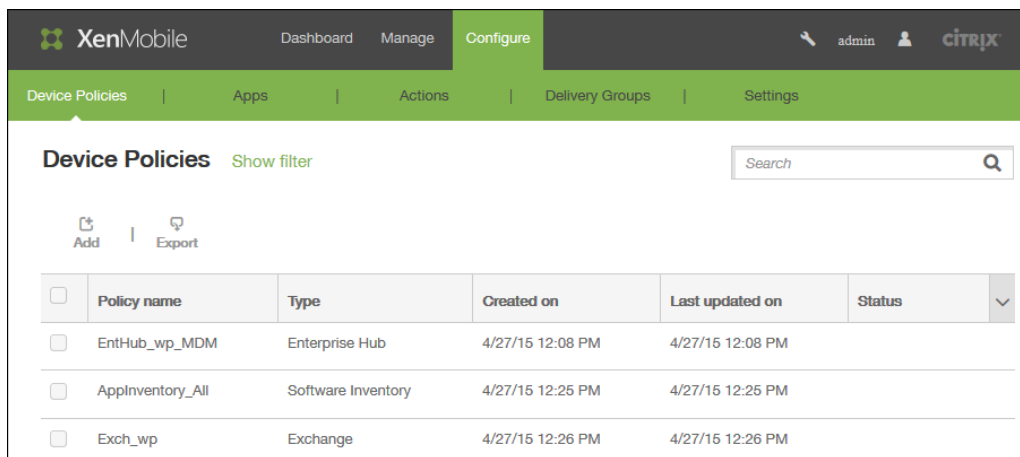 XenMobile Dashboard Manage Configure admin CITRIX
Device Policies | Apps | Actions | Delivery Groups | Settings
Device Policies Show filter Search
Add | Export
Policy name Type Created on Last updated on Status
EntHub_wp_MDM Enterprise Hub 4/27/15 12:08 PM 4/27/15 12:08 PM
AppInventory_All Software Inventory 4/27/15 12:25 PM 4/27/15 12:25 PM
Exch_wp Exchange 4/27/15 12:26 PM 4/27/15 12:26 PM